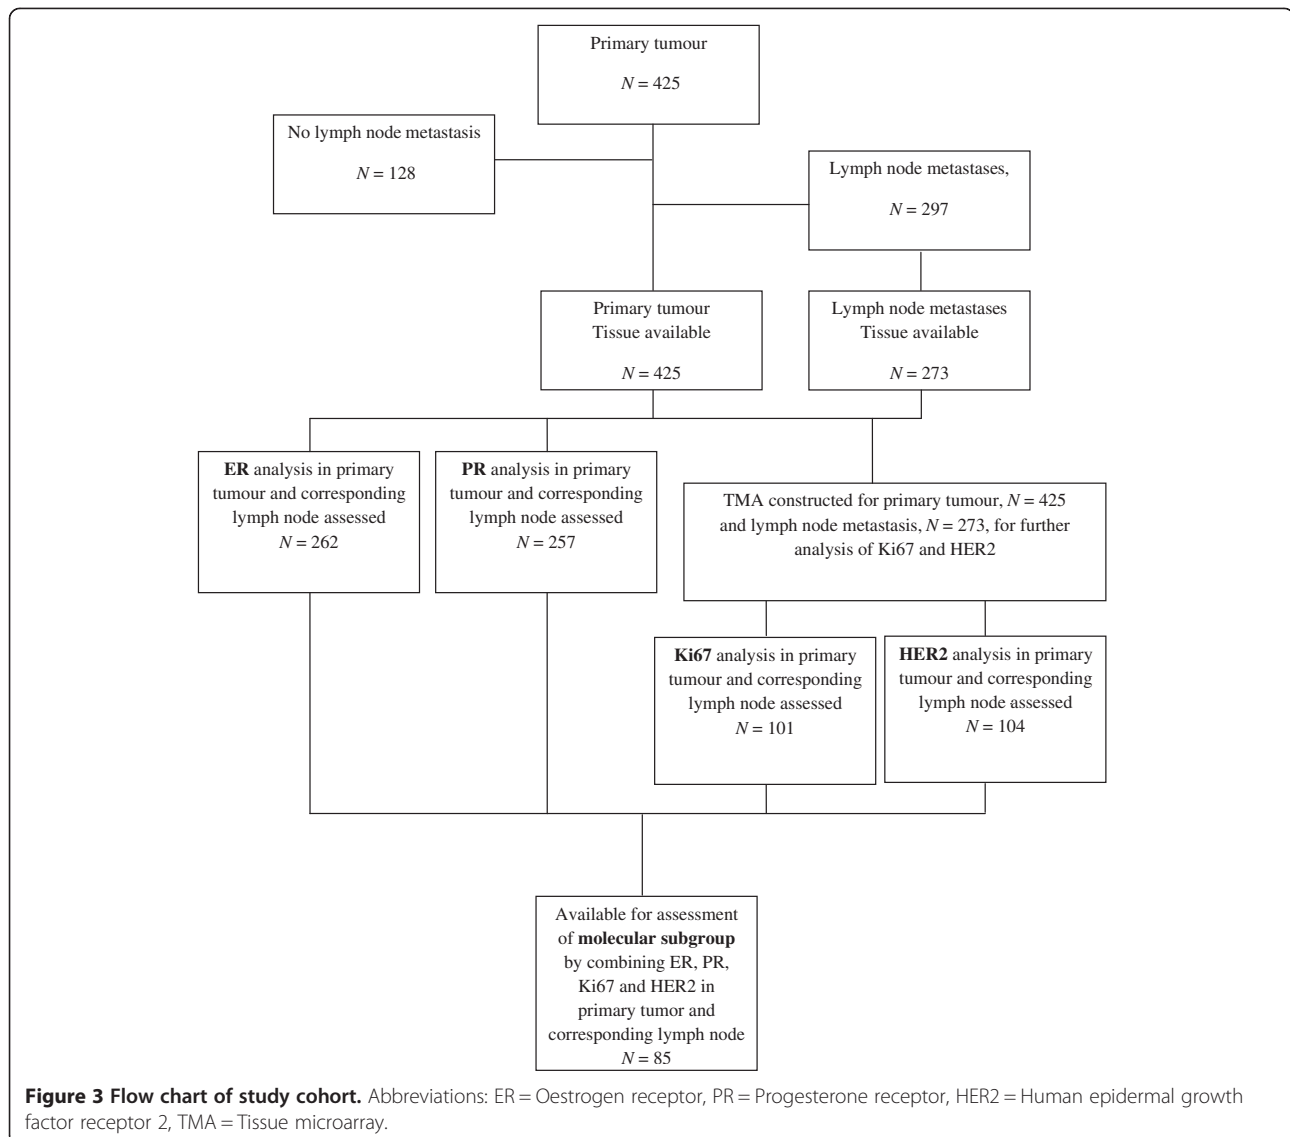 Primary tumour
N = 425
No lymph node metastasis
N = 128
Lymph node metastases,
N = 297
Primary tumour
Tissue available
N = 425
Lymph node metastases
Tissue available
N = 273
ER analysis in primary
tumour and corresponding
lymph node assessed
N = 262
PR analysis in primary
tumour and corresponding
lymph node assessed
N = 257
TMA constructed for primary tumour, N = 425
and lymph node metastasis, N = 273, for further
analysis of Ki67 and HER2
Ki67 analysis in primary
tumour and corresponding
lymph node assessed
N = 101
HER2 analysis in primary
tumour and corresponding
lymph node assessed
N = 104
Available for assessment
of molecular subgroup
by combining ER, PR,
Ki67 and HER2 in
primary tumor and
corresponding lymph node
N = 85
Figure 3 Flow chart of study cohort. Abbreviations: ER = Oestrogen receptor, PR = Progesterone receptor, HER2 = Human epidermal growth
factor receptor 2, TMA = Tissue microarray.